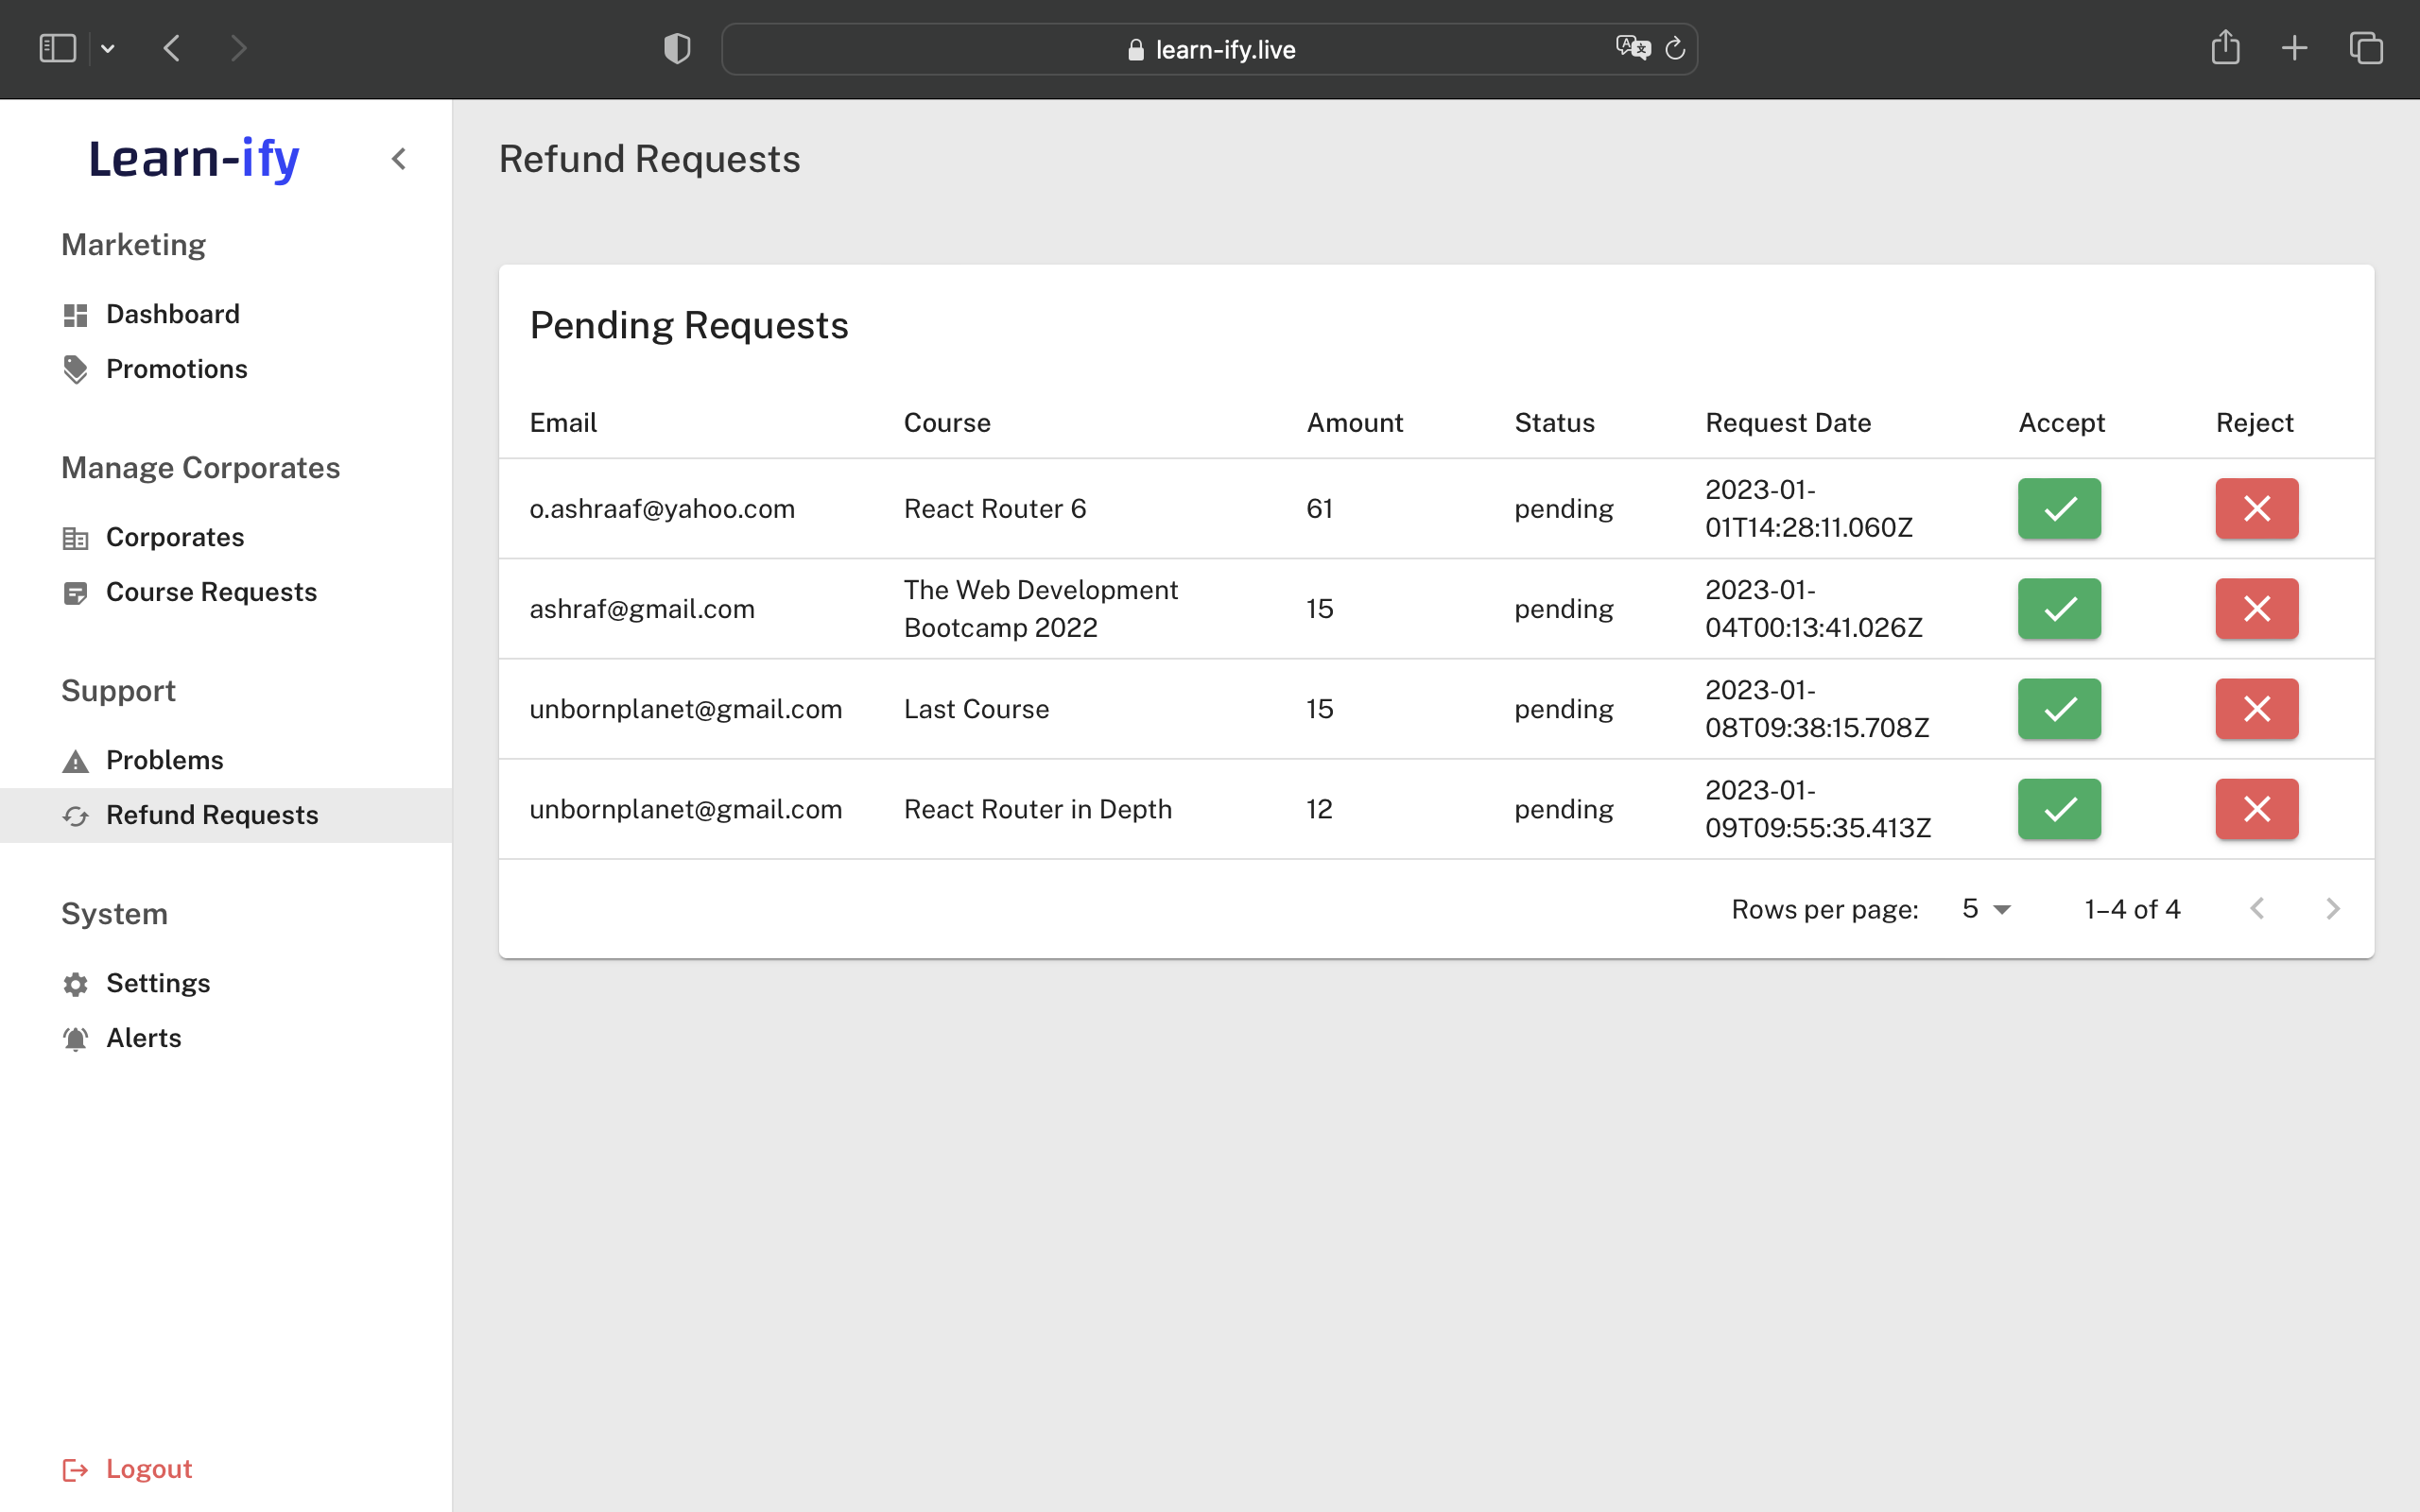 learn-ify.live
Learn-ify
Marketing
Dashboard
Promotions
Manage Corporates
Corporates
Course Requests
Support
Problems
Refund Requests
System
Settings
Alerts
Logout
Refund Requests
Pending Requests
Email Course Amount Status Request Date Accept Reject
o.ashraaf@yahoo.com React Router 6 61 pending 2023-01-
01T14:28:11.060Z
ashraf@gmail.com The Web Development 15 pending 2023-01-
Bootcamp 2022 04T00:13:41.026Z
unbornplanet@gmail.com Last Course 15 pending 2023-01-
08T09:38:15.708Z
unbornplanet@gmail.com React Router in Depth 12 pending 2023-01-
09T09:55:35.413Z
Rows per page: 5 1–4 of 4